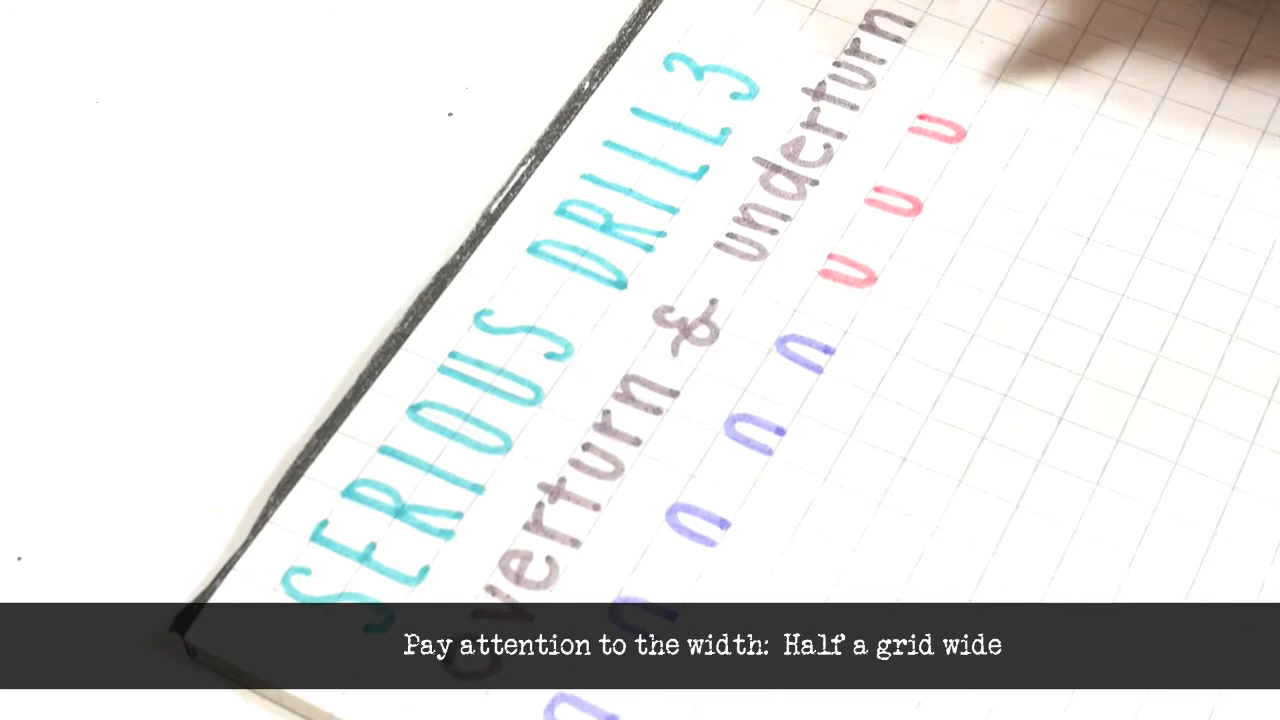 SERIOUS DRILL 3
overturn & underturn
n n n n n u u u
Pay attention to the width: Half a grid wide